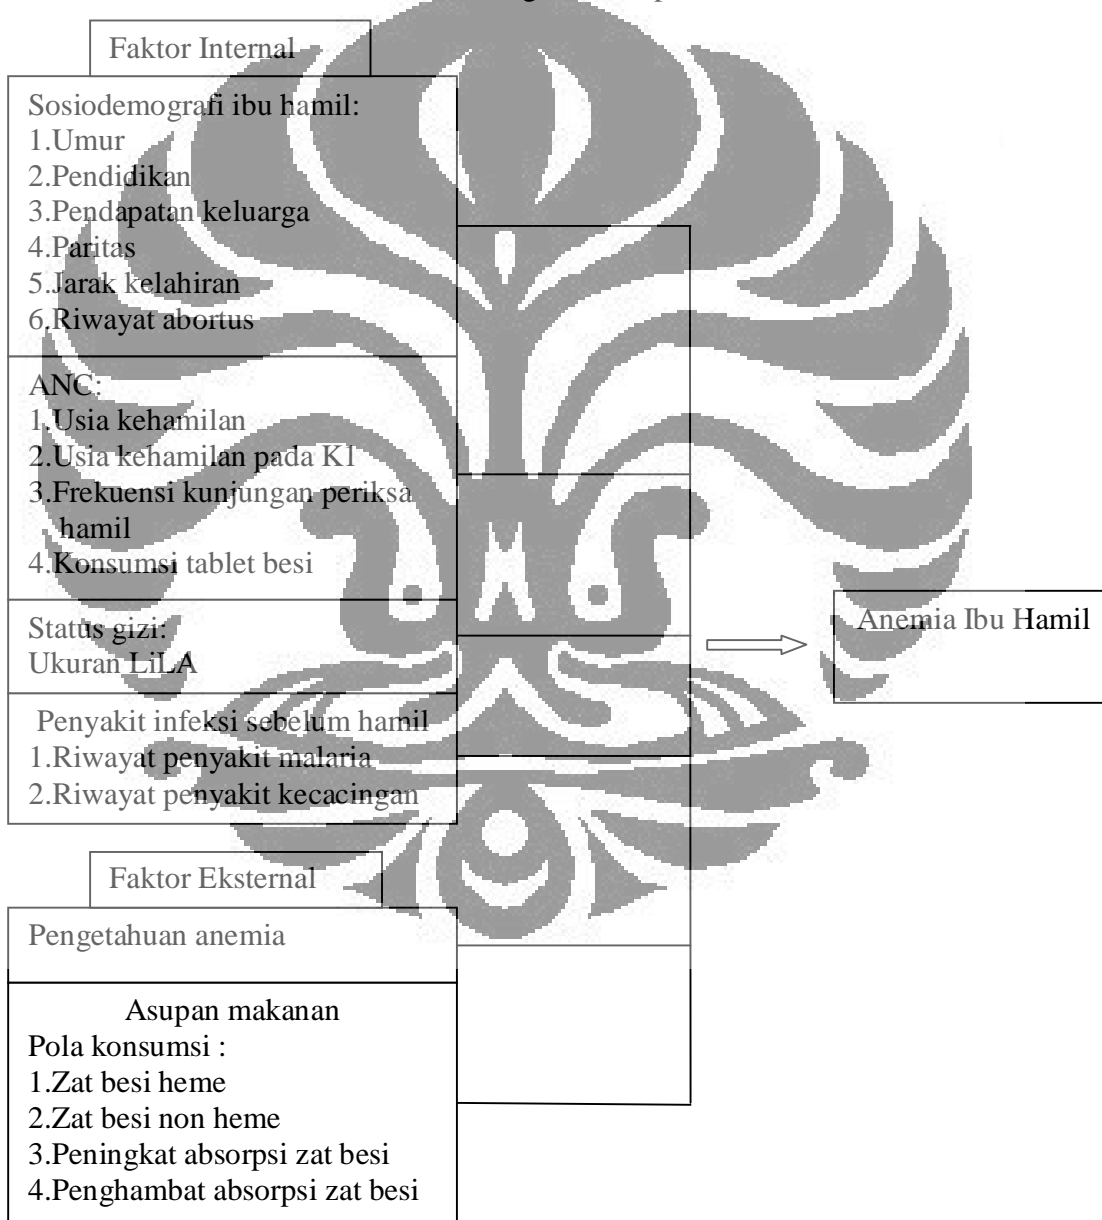 Faktor Internal
Sosiodemografi ibu hamil:
1.Umur
2.Pendidikan
3.Pendapatan keluarga
4.Paritas
5.Jarak kelahiran
6.Riwayat abortus
ANC:
1.Usia kehamilan
2.Usia kehamilan pada K1
3.Frekuensi kunjungan periksa
hamil
4.Konsumsi tablet besi
Status gizi:
Ukuran LiLA
Anemia Ibu Hamil
Penyakit infeksi sebelum hamil
1.Riwayat penyakit malaria
2.Riwayat penyakit kecacingan
Faktor Eksternal
Pengetahuan anemia
Asupan makanan
Pola konsumsi :
1.Zat besi heme
2.Zat besi non heme
3.Peningkat absorpsi zat besi
4.Penghambat absorpsi zat besi